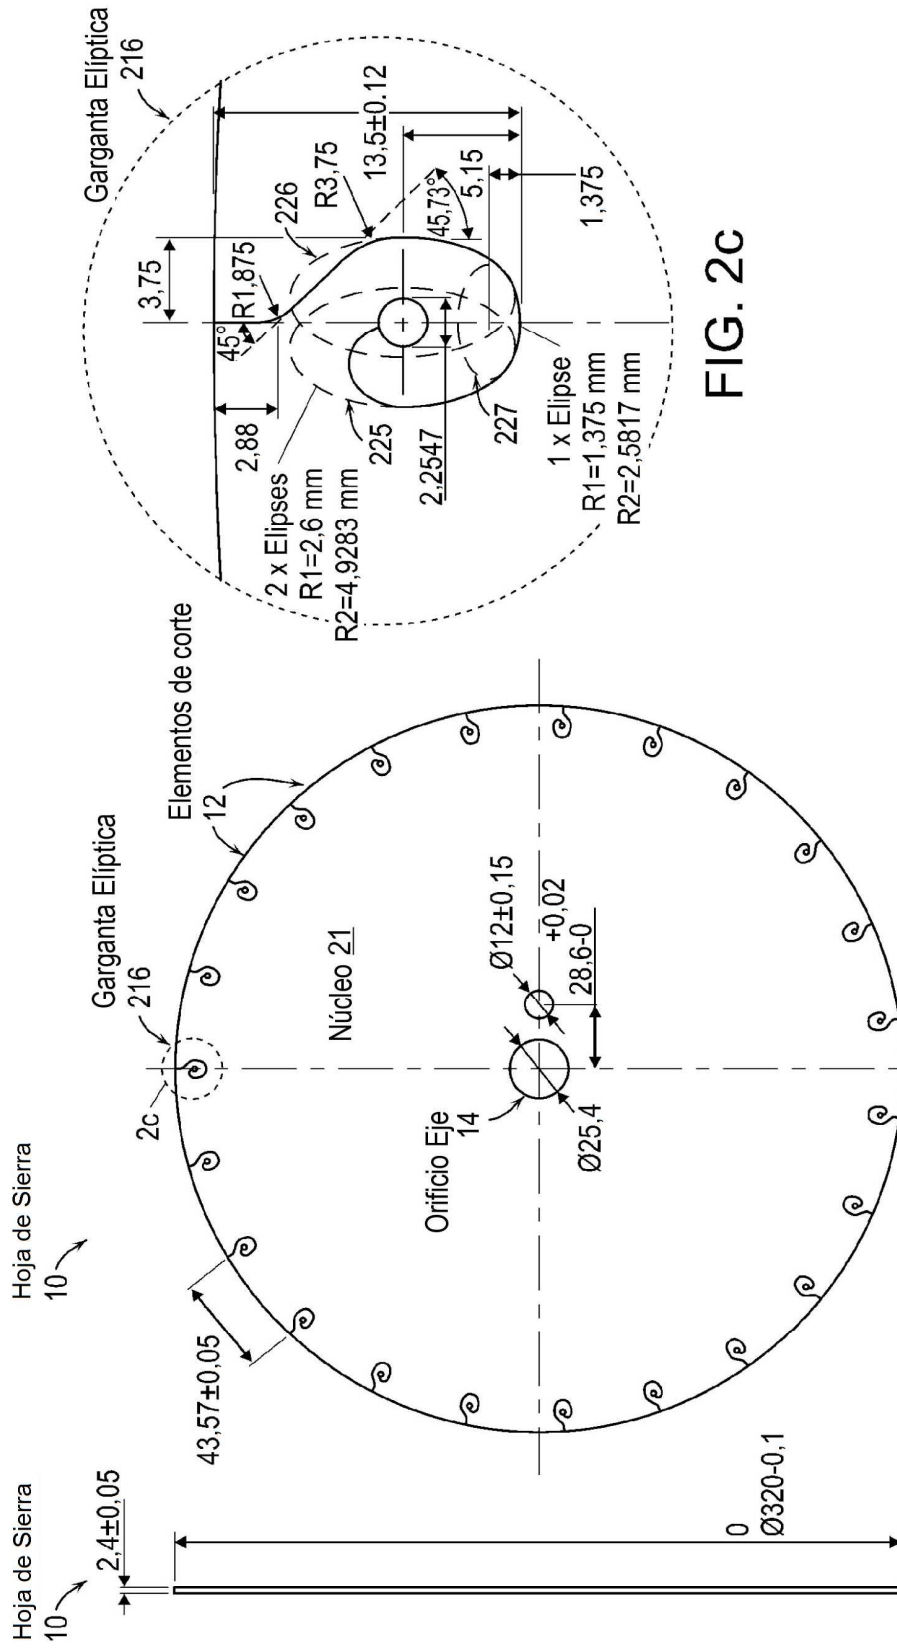 Hoja de Sierra
10
2,4±0,05
0
Ø320-0,1
Hoja de Sierra
10
43,57±0,05
2c
Garganta Elíptica
216
Elementos de corte
12
Núcleo 21
Orificio Eje
14
Ø25,4
Ø12±0,15
+0,02
28,6-0
Garganta Elíptica
216
3,75
R1,875
45°
2,88
226
R3,75
13,5±0.12
45,73°
5,15
1,375
2 x Elipses
R1=2,6 mm
R2=4,9283 mm
225
2,2547
227
1 x Elipse
R1=1,375 mm
R2=2,5817 mm
FIG. 2c